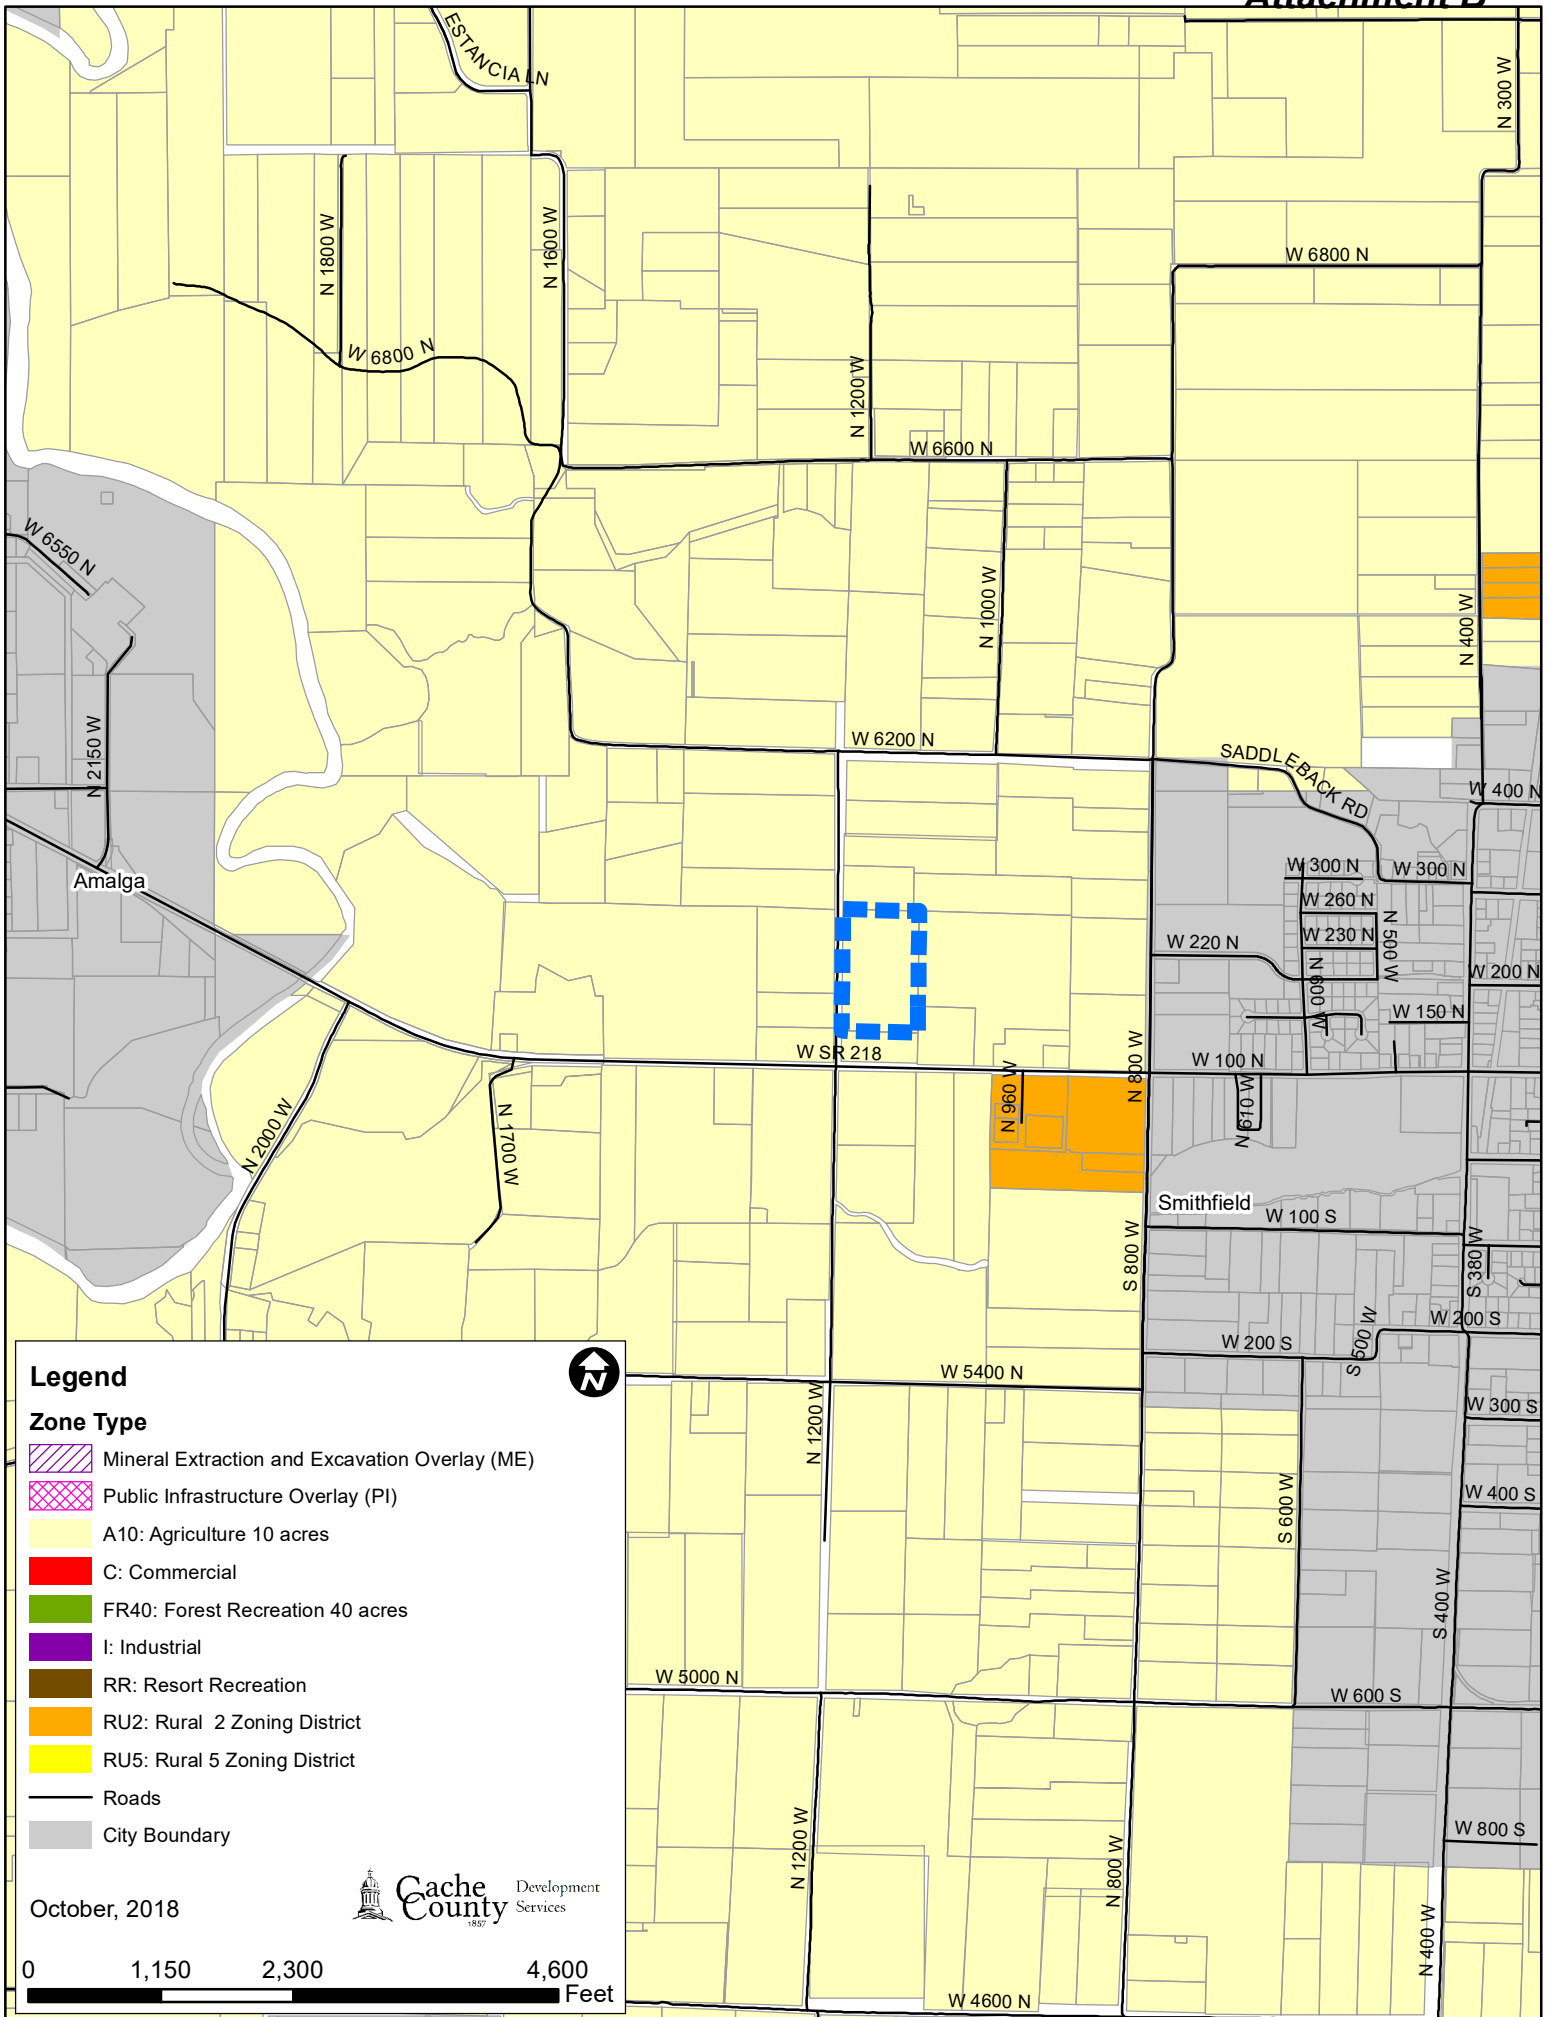 Attachment B
ESTANCIA LN
N 300 W
N 1800 W
N 1600 W
W 6800 N
W 6800 N
N 1200 W
W 6600 N
W 6550 N
N 1000 W
N 400 W
N 2150 W
W 6200 N
SADDLEBACK RD
W 400 N
Amalga
W 300 N
W 300 N
W 260 N
W 230 N
N 500 W
W 220 N
N 600 W
W 200 N
W 150 N
W SR 218
N 800 W
W 100 N
N 960 W
N 610 W
N 2000 W
N 1700 W
Smithfield
W 100 S
S 800 W
S 380 W
W 200 S
W 200 S
S 500 W
W 5400 N
N 1200 W
W 300 S
S 600 W
W 400 S
S 400 W
W 5000 N
W 600 S
N 1200 W
N 800 W
W 800 S
N 400 W
W 4600 N
Legend
N
Zone Type
Mineral Extraction and Excavation Overlay (ME)
Public Infrastructure Overlay (PI)
A10: Agriculture 10 acres
C: Commercial
FR40: Forest Recreation 40 acres
I: Industrial
RR: Resort Recreation
RU2: Rural 2 Zoning District
RU5: Rural 5 Zoning District
Roads
City Boundary
October, 2018
Cache County
1857
Development Services
0 1,150 2,300 4,600
Feet